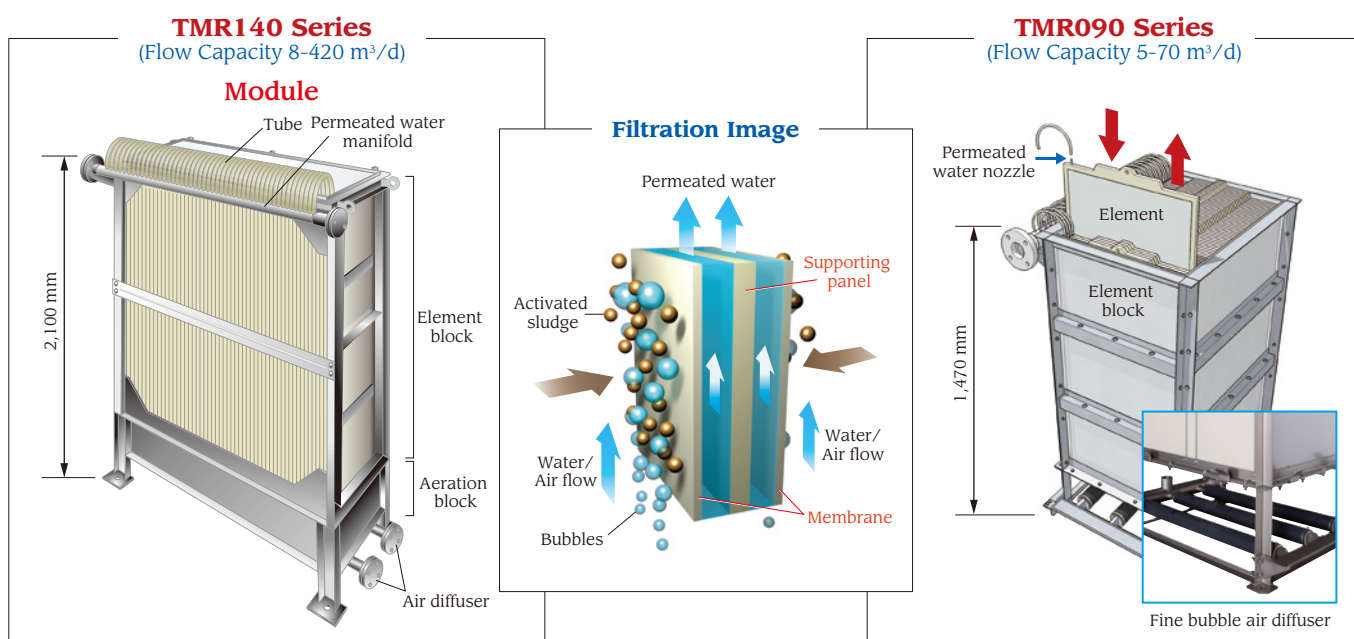 TMR140 Series
(Flow Capacity 8-420 m³/d)
Module
Tube
Permeated water
manifold
2,100 mm
Element
block
Aeration
block
Air diffuser
Filtration Image
Permeated water
Supporting
panel
Activated
sludge
Water/
Air flow
Water/
Air flow
Membrane
Bubbles
TMR090 Series
(Flow Capacity 5-70 m³/d)
Permeated
water nozzle
Element
Element
block
1,470 mm
Fine bubble air diffuser